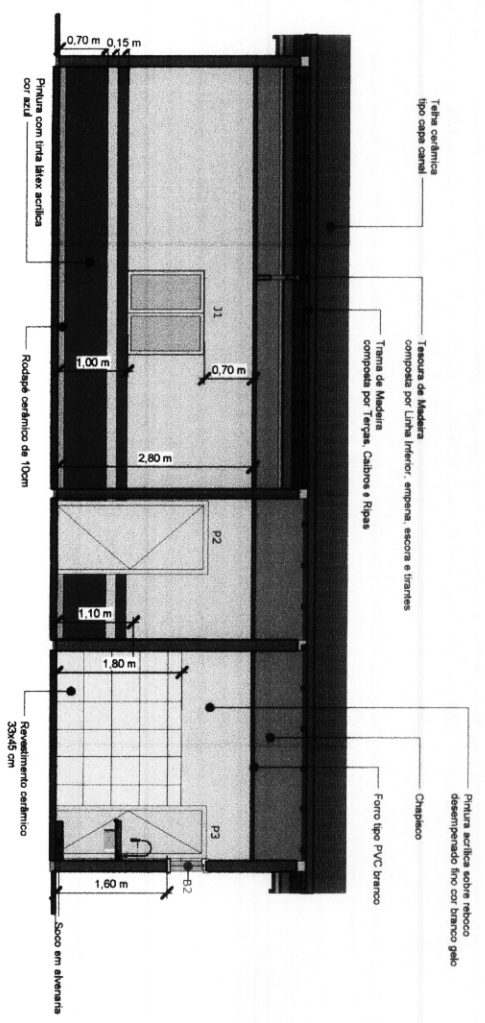 Telha cerâmica
tipo capa canal
Tesoura de Madeira
composta por Linha Inferior, empena, escora e tirantes
Trama de Madeira
composta por Terças, Caibros e Ripas
Pintura acrílica sobre reboco
desempenado fino cor branco gelo
Chapisco
Forro tipo PVC branco
0,70 m
0,15 m
J1
1,00 m
0,70 m
2,80 m
P2
1,10 m
1,80 m
P3
B2
1,60 m
Pintura com tinta látex acrílica
cor azul
Rodapé cerâmico de 10cm
Revestimento cerâmico
33x45 cm
Soco em alvenaria